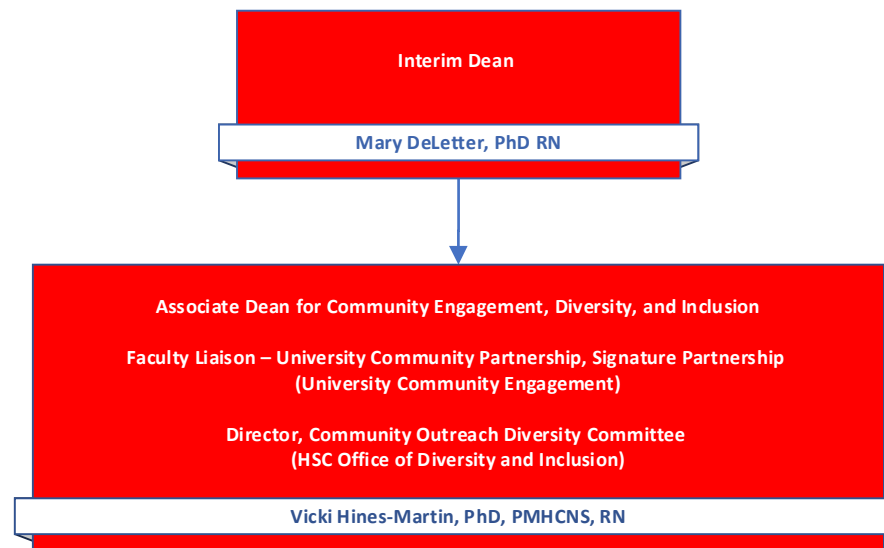 Interim Dean
Mary DeLetter, PhD RN
Associate Dean for Community Engagement, Diversity, and Inclusion
Faculty Liaison – University Community Partnership, Signature Partnership
(University Community Engagement)
Director, Community Outreach Diversity Committee
(HSC Office of Diversity and Inclusion)
Vicki Hines-Martin, PhD, PMHCNS, RN